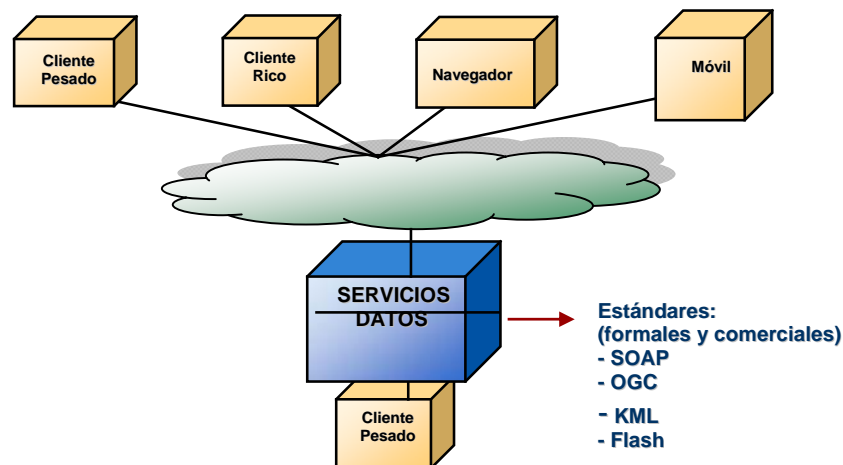 Cliente
Pesado
Cliente
Rico
Navegador
Móvil
SERVICIOS
DATOS
Estándares:
(formales y comerciales)
- SOAP
- OGC
- KML
- Flash
Cliente
Pesado